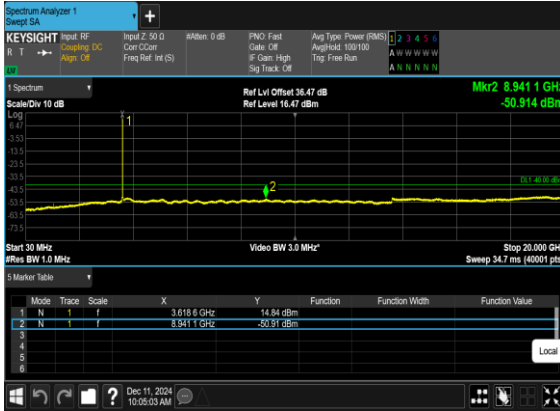 Spectrum Analyzer 1
Swept SA
+
KEYSIGHT
R T
Input: RF
Coupling: DC
Align: Off
Input Z: 50 Ω
Corr CCorr
Freq Ref: Int (S)
#Atten: 0 dB
PNO: Fast
Gate: Off
IF Gain: High
Sig Track: Off
Avg Type: Power (RMS)
Avg|Hold: 100/100
Trig: Free Run
1 2 3 4 5 6
A W W W W W
A N N N N N
1 Spectrum
Scale/Div 10 dB
Ref Lvl Offset 36.47 dB
Ref Level 16.47 dBm
Mkr2 8.941 1 GHz
-50.914 dBm
Log
6.47
-3.53
-13.5
-23.5
-33.5
-43.5
-53.5
-63.5
-73.5
1
2
DL1 -40.00 dBm
Start 30 MHz
#Res BW 1.0 MHz
Video BW 3.0 MHz*
Stop 20.000 GHz
Sweep 34.7 ms (40001 pts)
5 Marker Table
Mode Trace Scale X Y Function Function Width Function Value
1 N 1 f 3.618 6 GHz 14.84 dBm
2 N 1 f 8.941 1 GHz -50.91 dBm
3
4
5
6
Local
?
Dec 11, 2024
10:05:03 AM